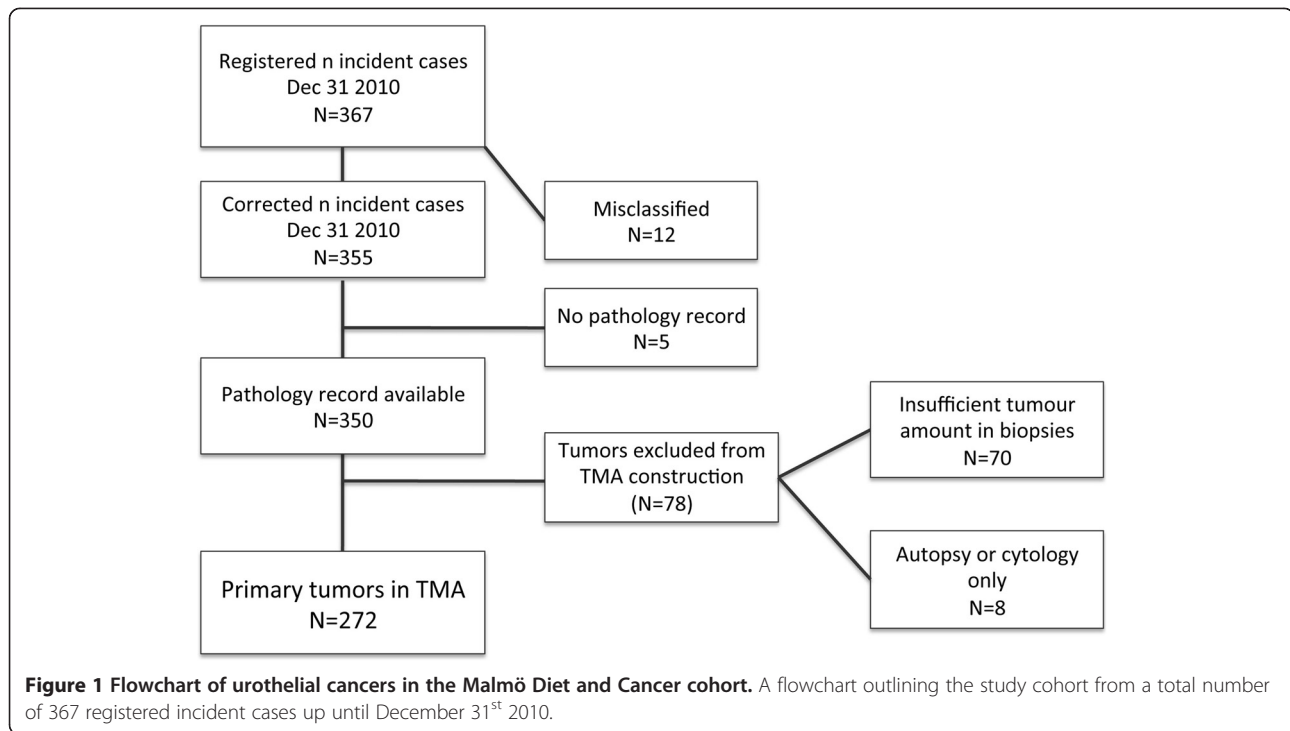 Registered n incident cases
Dec 31 2010
N=367
Corrected n incident cases
Dec 31 2010
N=355
Misclassified
N=12
No pathology record
N=5
Pathology record available
N=350
Tumors excluded from
TMA construction
(N=78)
Insufficient tumour
amount in biopsies
N=70
Autopsy or cytology
only
N=8
Primary tumors in TMA
N=272
Figure 1 Flowchart of urothelial cancers in the Malmö Diet and Cancer cohort. A flowchart outlining the study cohort from a total number
of 367 registered incident cases up until December 31st 2010.